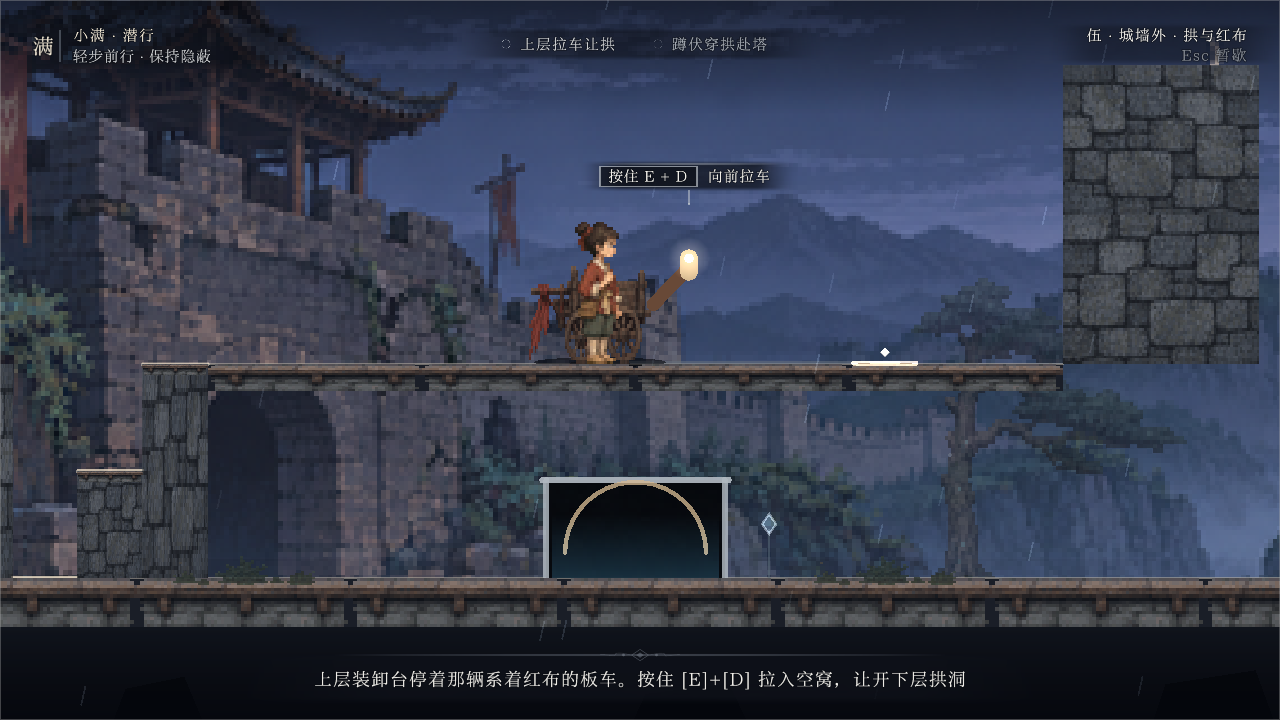 满
小满 · 潜行
轻步前行 · 保持隐蔽
上层拉车让拱
蹲伏穿拱赴塔
伍 · 城墙外 · 拱与红布
Esc 暂歇
按住 E + D 向前拉车
上层装卸台停着那辆系着红布的板车。按住 [E]+[D] 拉入空窝，让开下层拱洞